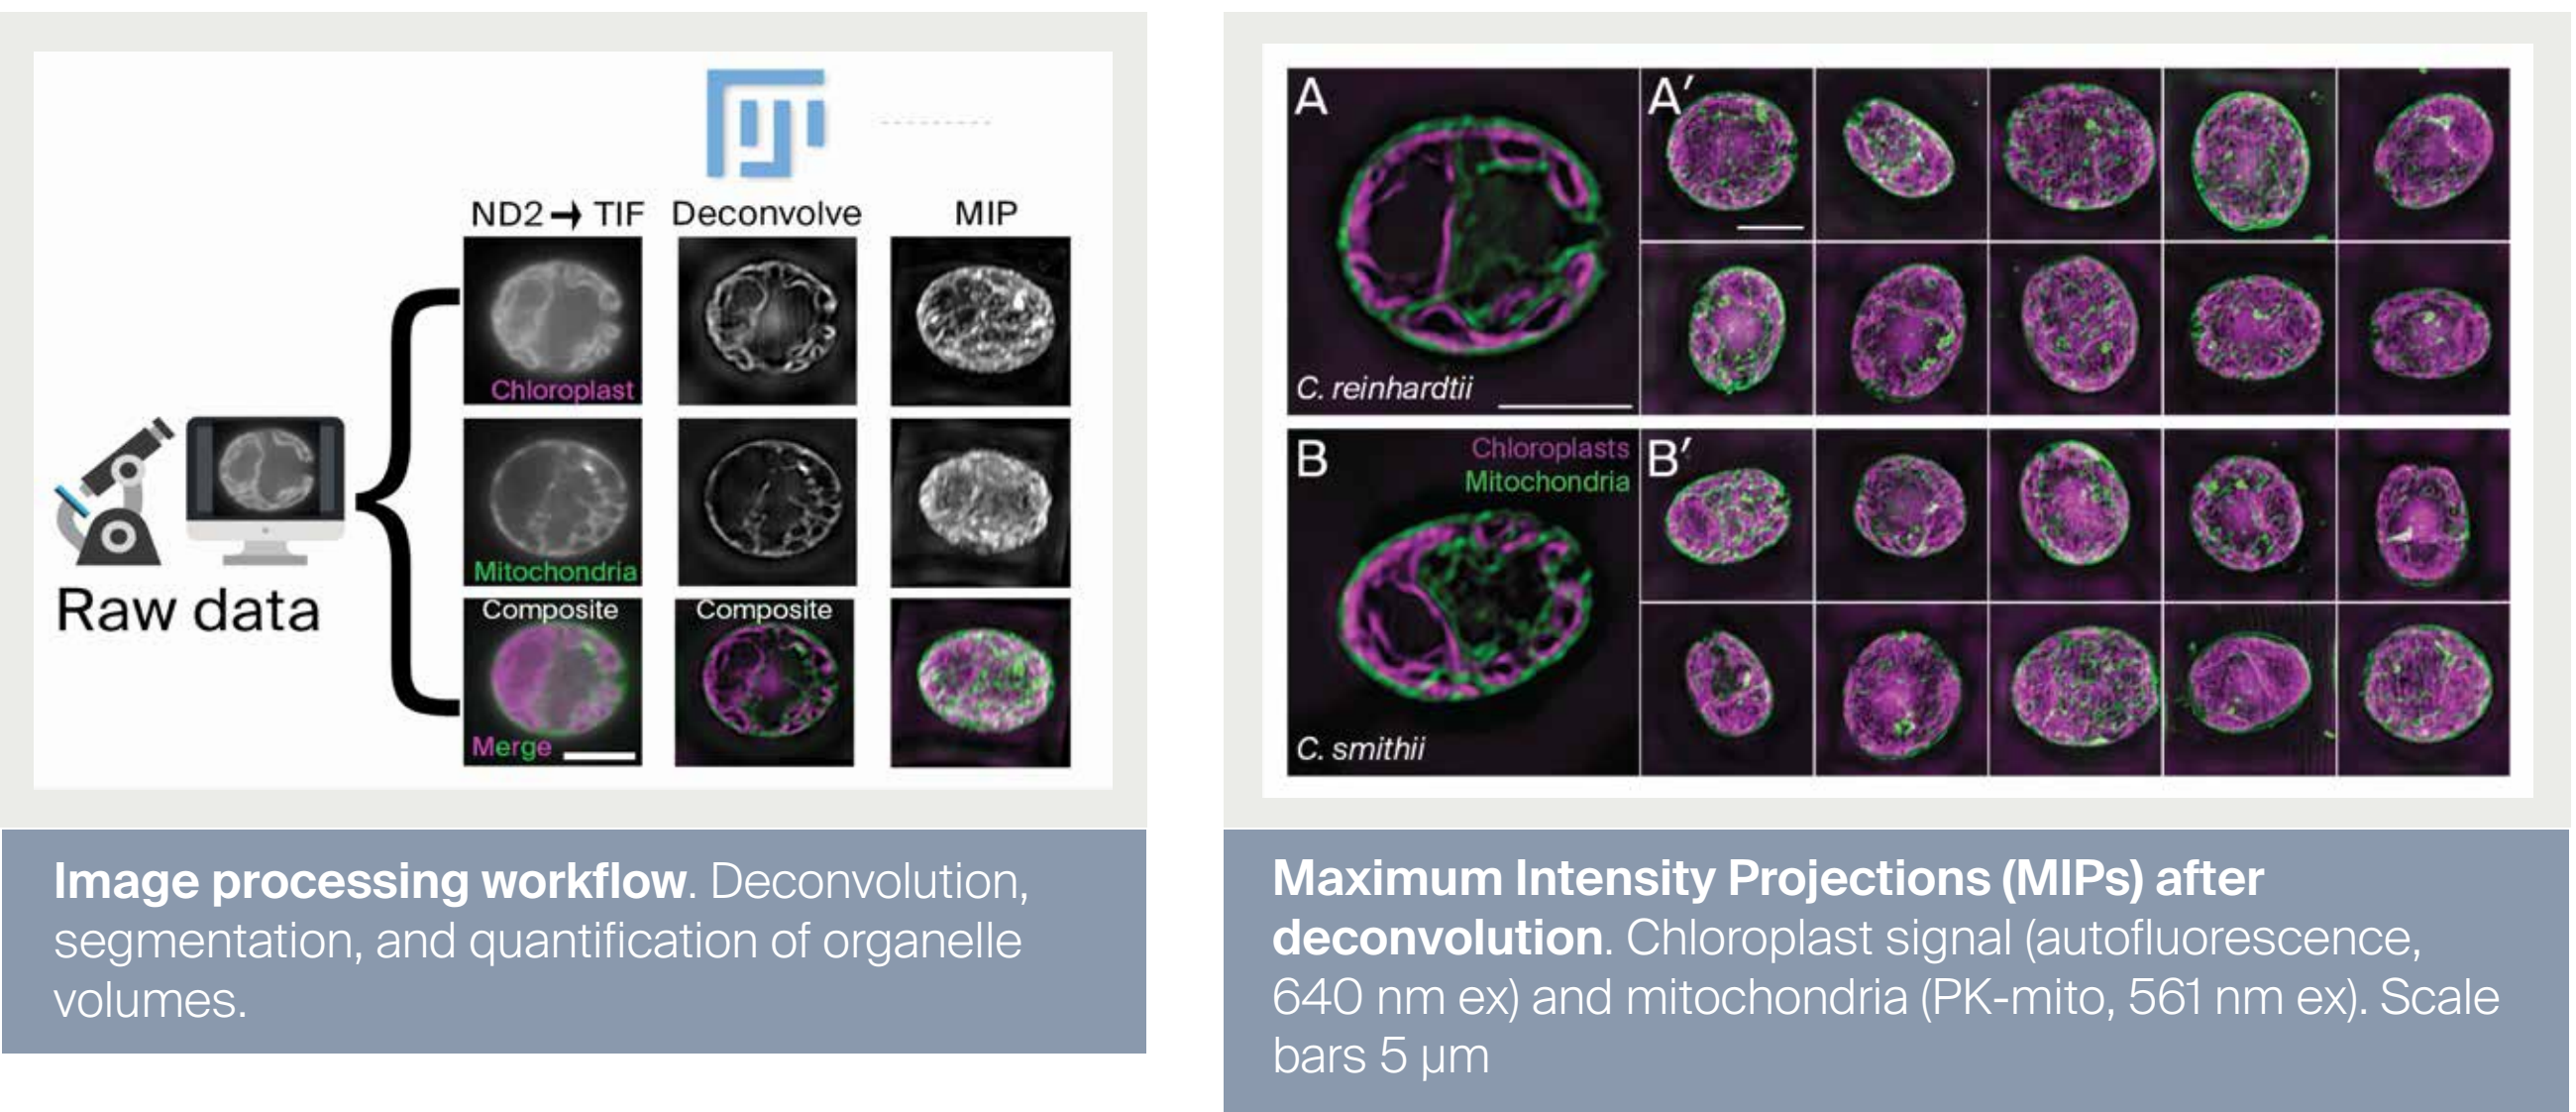 ND2 → TIF Deconvolve MIP
Chloroplast
Mitochondria
Composite Composite
Merge
Raw data
Image processing workflow. Deconvolution,
segmentation, and quantification of organelle
volumes.
A A′
C. reinhardtii
B Chloroplasts B′
Mitochondria
C. smithii
Maximum Intensity Projections (MIPs) after
deconvolution. Chloroplast signal (autofluorescence,
640 nm ex) and mitochondria (PK-mito, 561 nm ex). Scale
bars 5 µm